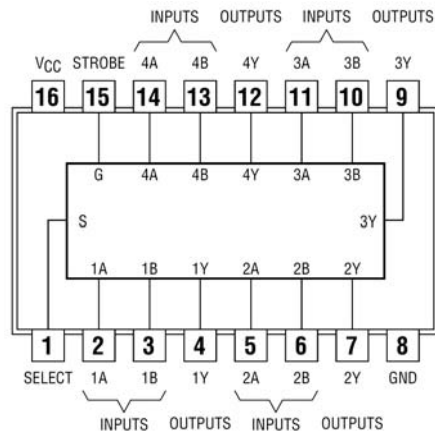 INPUTS OUTPUTS INPUTS OUTPUTS
VCC STROBE 4A 4B 4Y 3A 3B 3Y
16 15 14 13 12 11 10 9
G 4A 4B 4Y 3A 3B
S 3Y
1A 1B 1Y 2A 2B 2Y
1 2 3 4 5 6 7 8
SELECT 1A 1B 1Y 2A 2B 2Y GND
INPUTS OUTPUTS INPUTS OUTPUTS